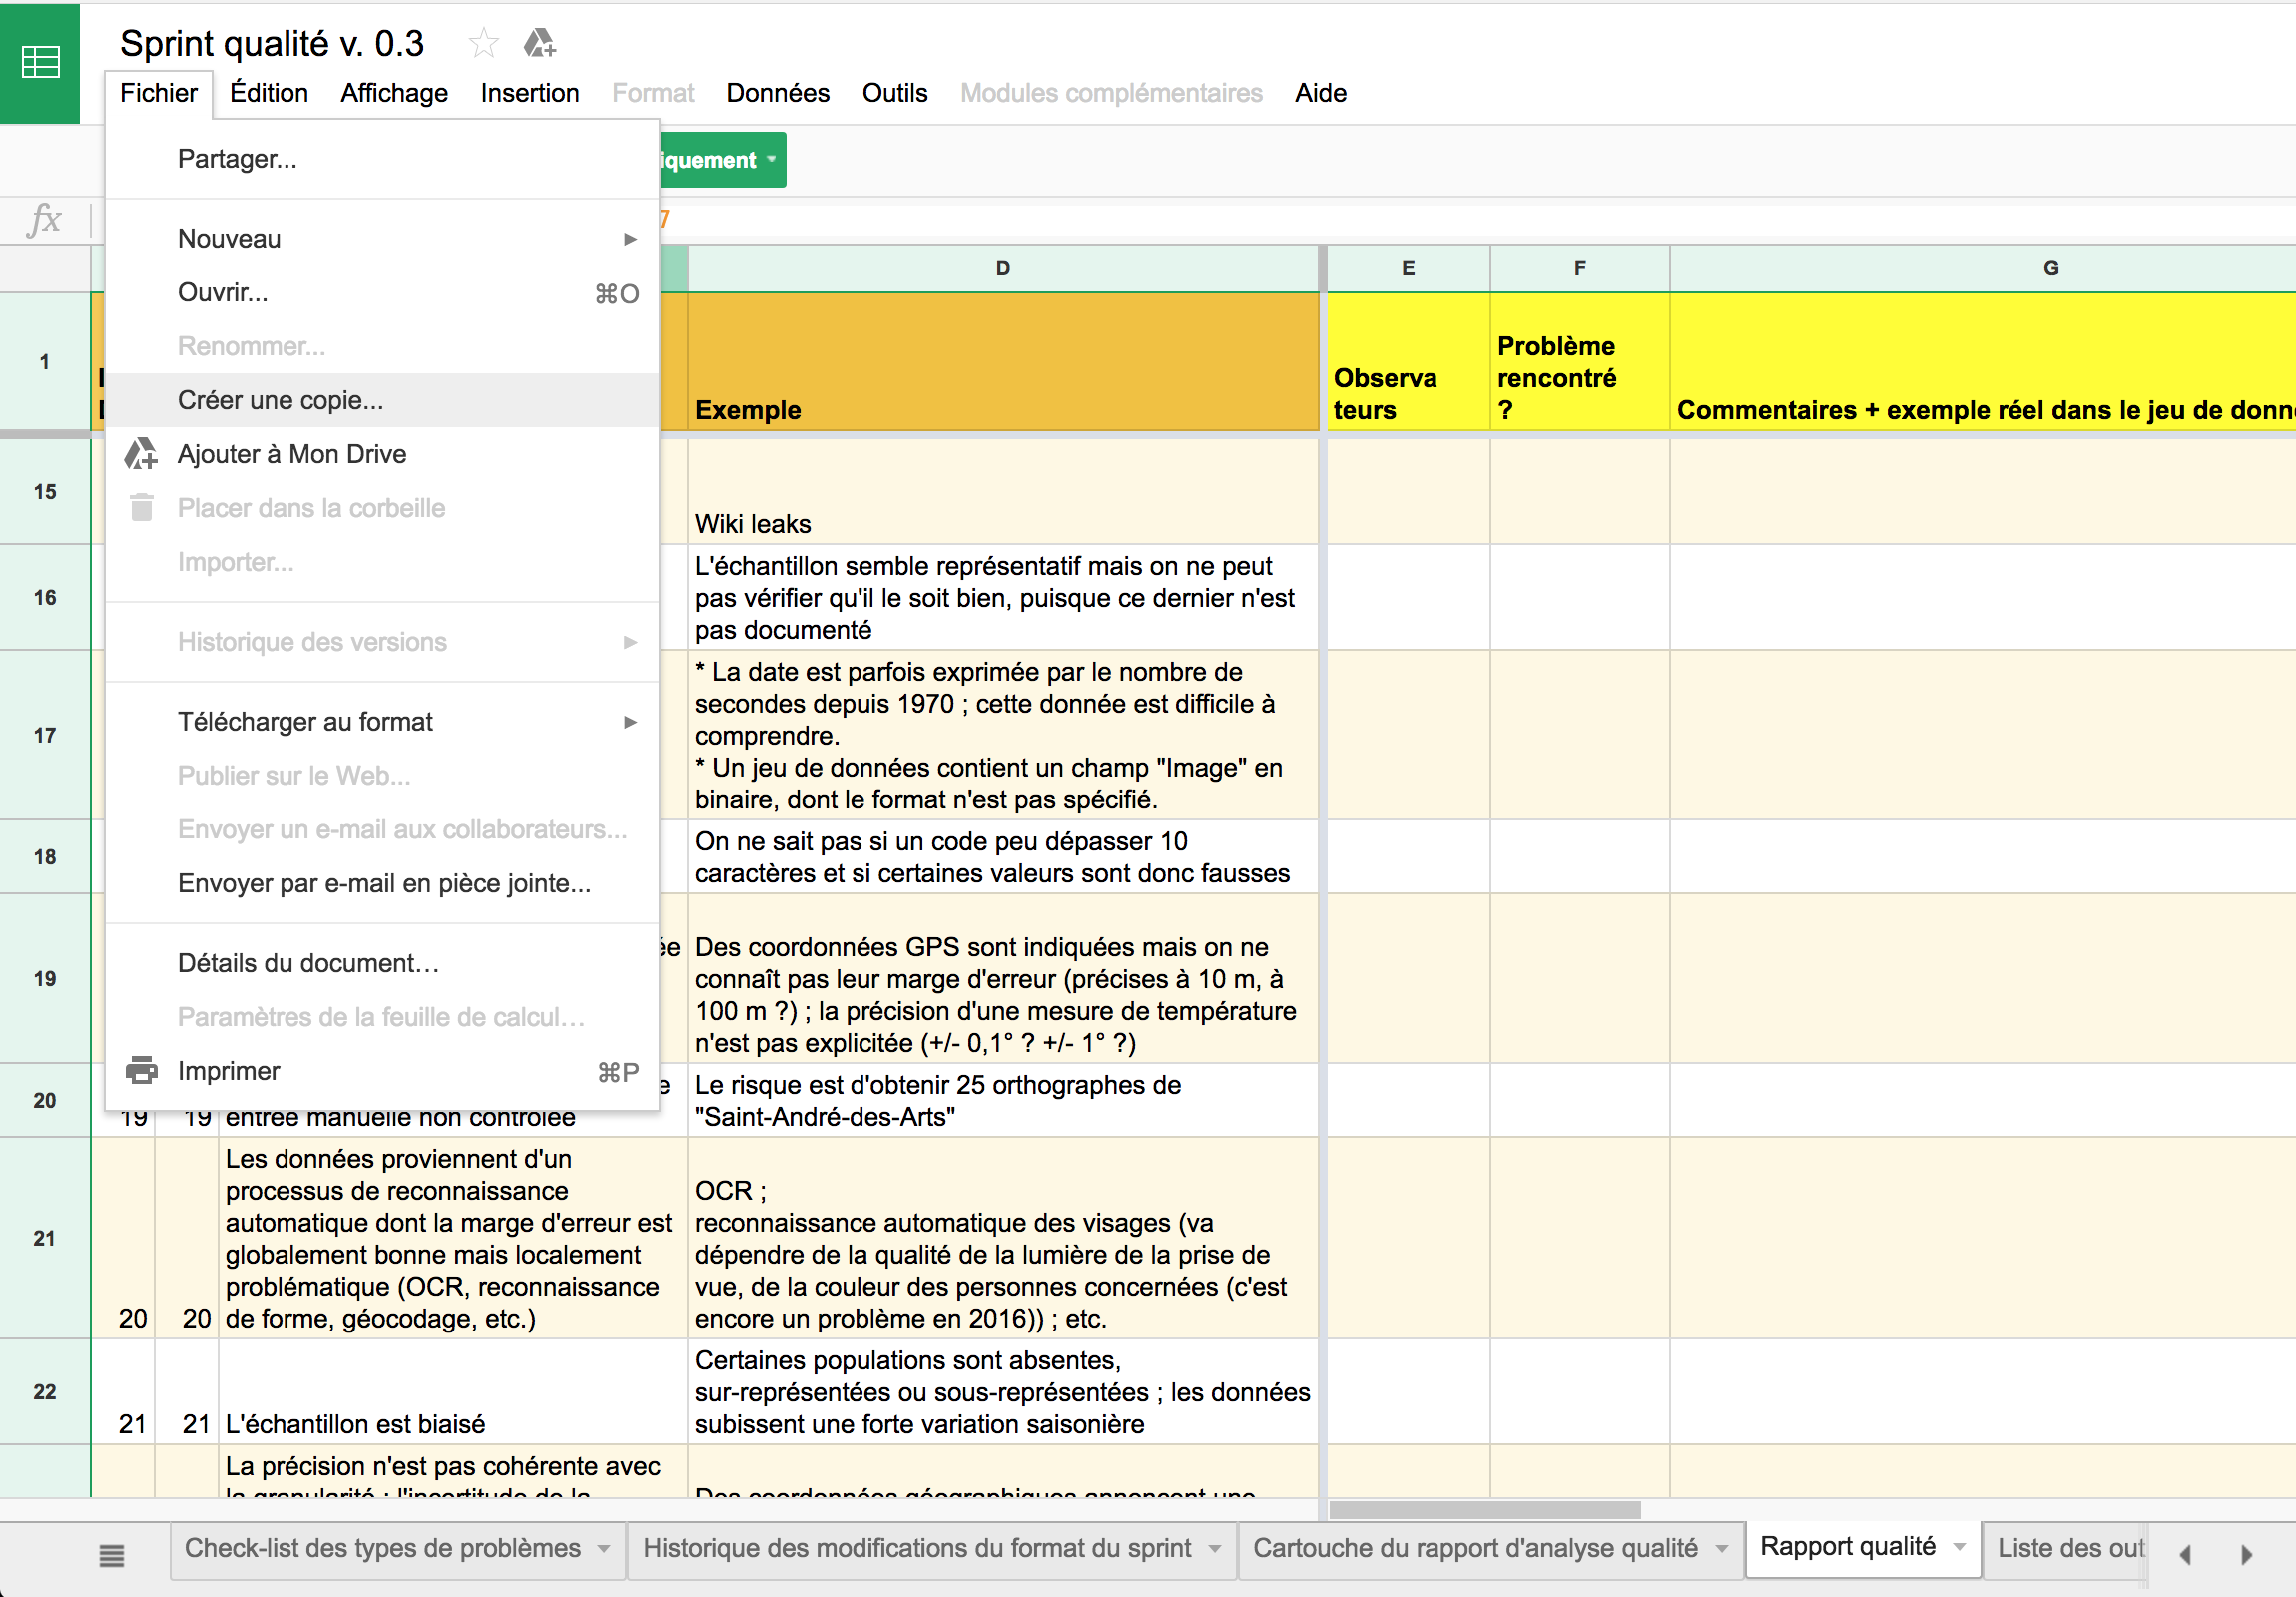 Sprint qualité v. 0.3
Fichier Édition Affichage Insertion Format Données Outils Modules complémentaires Aide
Partager...
Nouveau
Ouvrir... ⌘O
Renommer...
Créer une copie...
Ajouter à Mon Drive
Placer dans la corbeille
Importer...
Historique des versions
Télécharger au format
Publier sur le Web...
Envoyer un e-mail aux collaborateurs...
Envoyer par e-mail en pièce jointe...
Détails du document...
Paramètres de la feuille de calcul...
Imprimer ⌘P
iquement
fx
7
D E F G
1
Exemple
Observa
teurs
Problème
rencontré
?
Commentaires + exemple réel dans le jeu de donn
15
Wiki leaks
16
L'échantillon semble représentatif mais on ne peut
pas vérifier qu'il le soit bien, puisque ce dernier n'est
pas documenté
17
* La date est parfois exprimée par le nombre de
secondes depuis 1970 ; cette donnée est difficile à
comprendre.
* Un jeu de données contient un champ "Image" en
binaire, dont le format n'est pas spécifié.
18
On ne sait pas si un code peu dépasser 10
caractères et si certaines valeurs sont donc fausses
19
ée
Des coordonnées GPS sont indiquées mais on ne
connaît pas leur marge d'erreur (précises à 10 m, à
100 m ?) ; la précision d'une mesure de température
n'est pas explicitée (+/- 0,1° ? +/- 1° ?)
20
19 19 entrée manuelle non contrôlée
Le risque est d'obtenir 25 orthographes de
"Saint-André-des-Arts"
21
20 20
Les données proviennent d'un
processus de reconnaissance
automatique dont la marge d'erreur est
globalement bonne mais localement
problématique (OCR, reconnaissance
de forme, géocodage, etc.)
OCR ;
reconnaissance automatique des visages (va
dépendre de la qualité de la lumière de la prise de
vue, de la couleur des personnes concernées (c'est
encore un problème en 2016)) ; etc.
22
21 21 L'échantillon est biaisé
Certaines populations sont absentes,
sur-représentées ou sous-représentées ; les données
subissent une forte variation saisonière
La précision n'est pas cohérente avec
la granularité : l'incertitude de la
Des coordonnées géographiques annoncent une
Check-list des types de problèmes Historique des modifications du format du sprint Cartouche du rapport d'analyse qualité Rapport qualité Liste des out